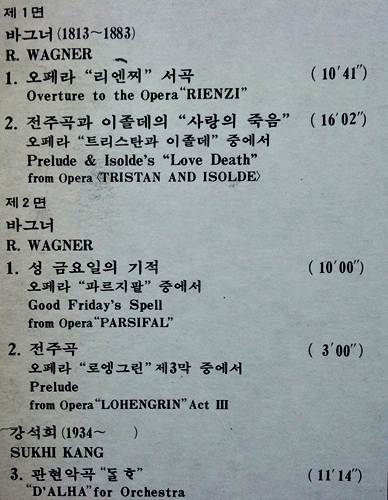 제 1 면
바그너 (1813~1883)
R. WAGNER
1. 오페라 “리엔찌” 서곡 ( 10′41″)
Overture to the Opera “RIENZI”
2. 전주곡과 이졸데의 “사랑의 죽음” ( 16′02″)
오페라 “트리스탄과 이졸데” 중에서
Prelude & Isolde's “Love Death”
from Opera 〈TRISTAN AND ISOLDE〉
제 2 면
바그너
R. WAGNER
1. 성 금요일의 기적 ( 10′00″)
오페라 “파르지팔” 중에서
Good Friday's Spell
from Opera “PARSIFAL”
2. 전주곡 ( 3′00″)
오페라 “로엥그린” 제3막 중에서
Prelude
from Opera “LOHENGRIN” Act III
강석희 (1934~ )
SUKHI KANG
3. 관현악곡 ( 11′14″)
“D'ALHA” for Orchestra